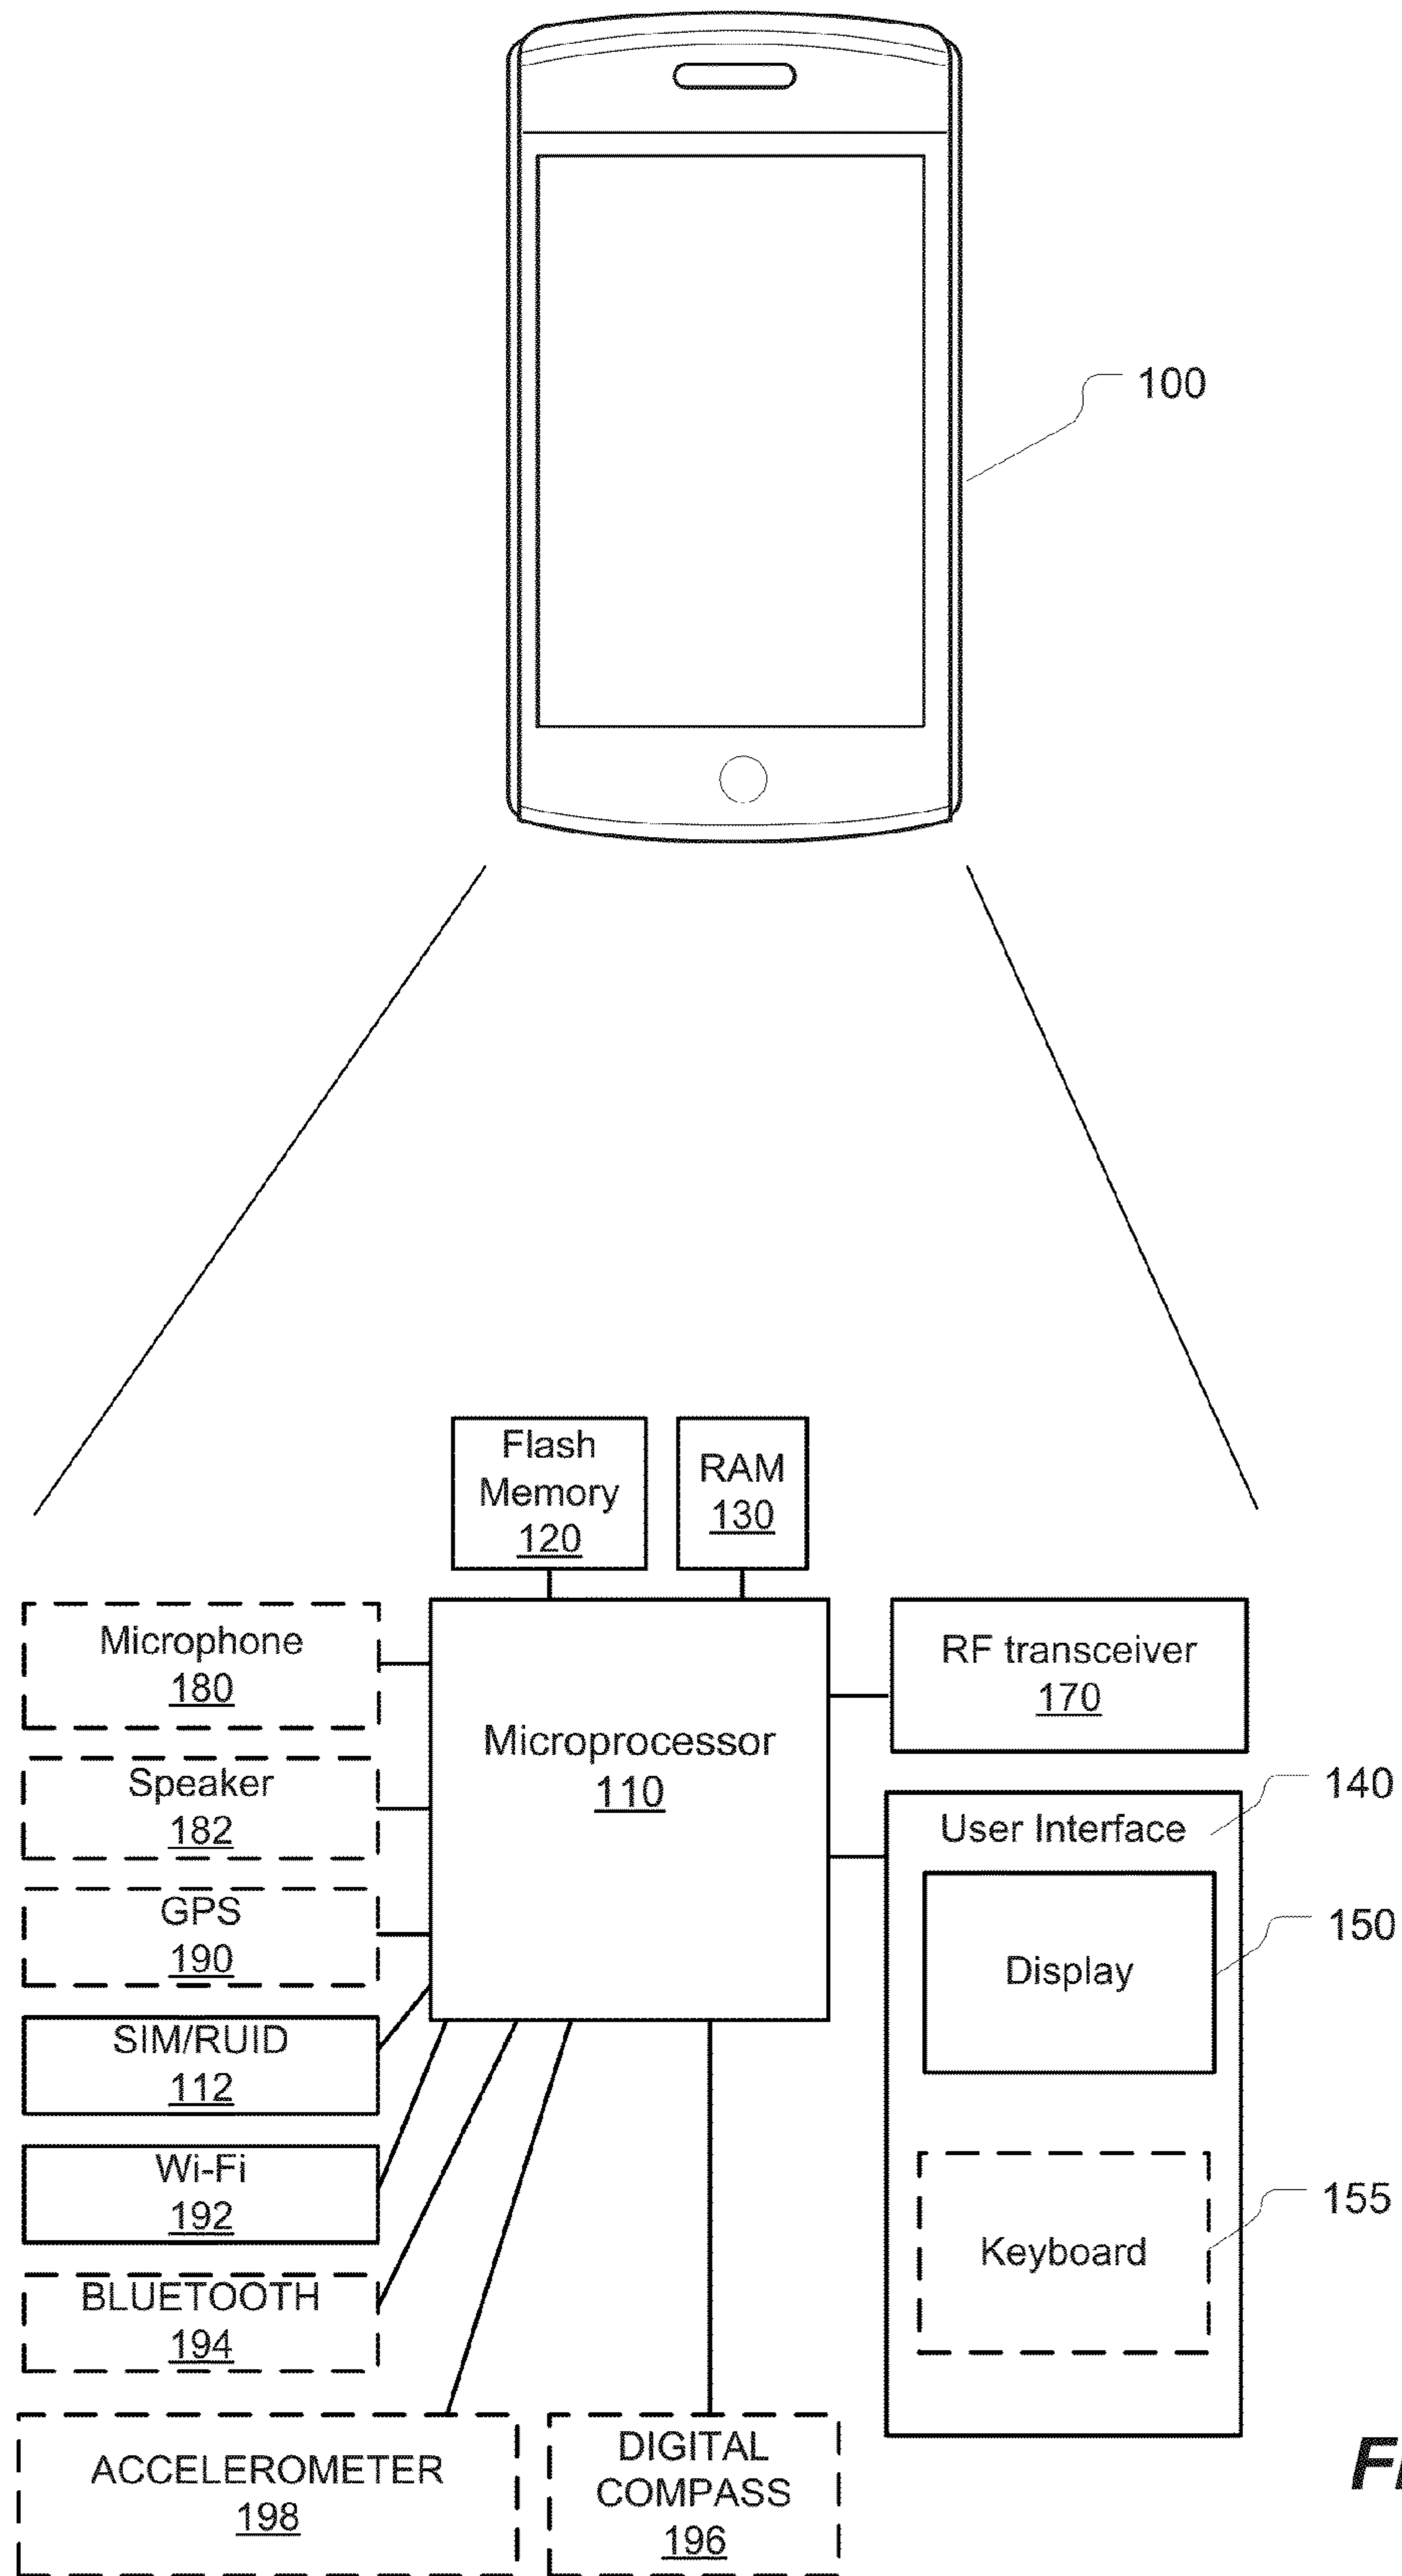 100
Flash
Memory
120
RAM
130
Microphone
180
Speaker
182
GPS
190
SIM/RUID
112
Wi-Fi
192
BLUETOOTH
194
ACCELEROMETER
198
DIGITAL
COMPASS
196
Microprocessor
110
RF transceiver
170
User Interface
140
Display
150
Keyboard
155